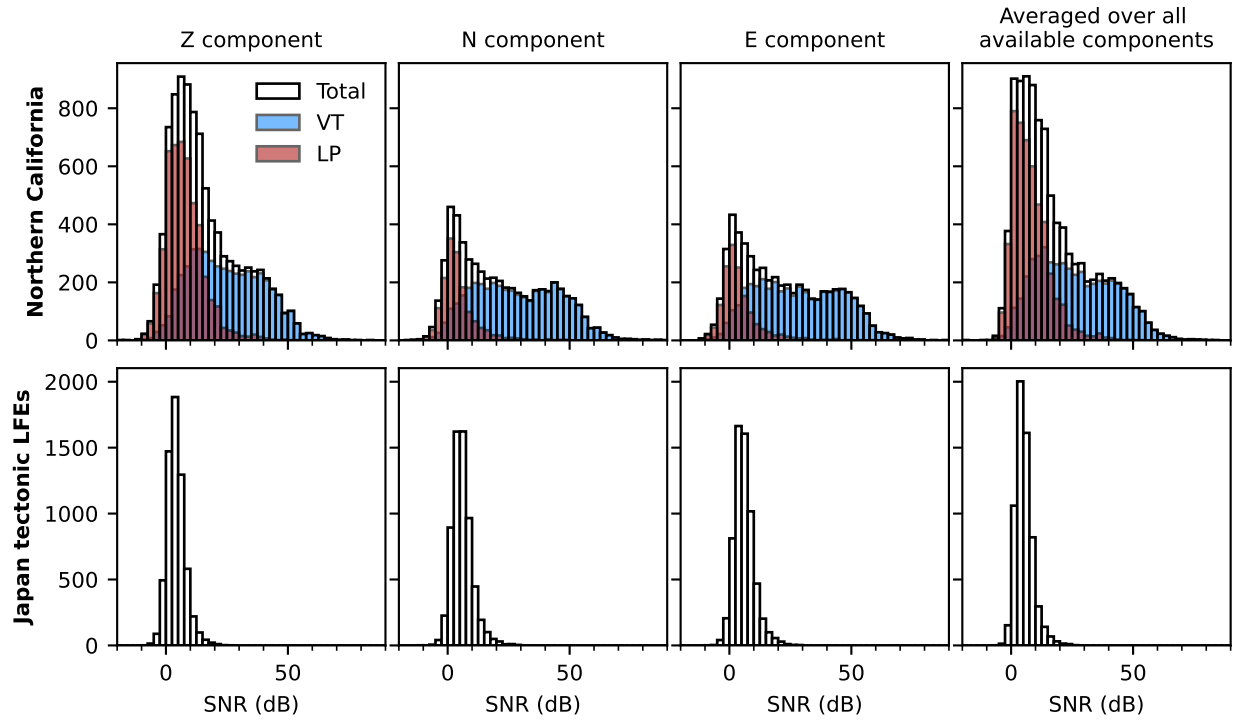 Z component
N component
E component
Averaged over all
available components
Northern California
800
600
400
200
0
Total
VT
LP
Japan tectonic LFEs
2000
1500
1000
500
0
0 50
0 50
0 50
0 50
SNR (dB)
SNR (dB)
SNR (dB)
SNR (dB)